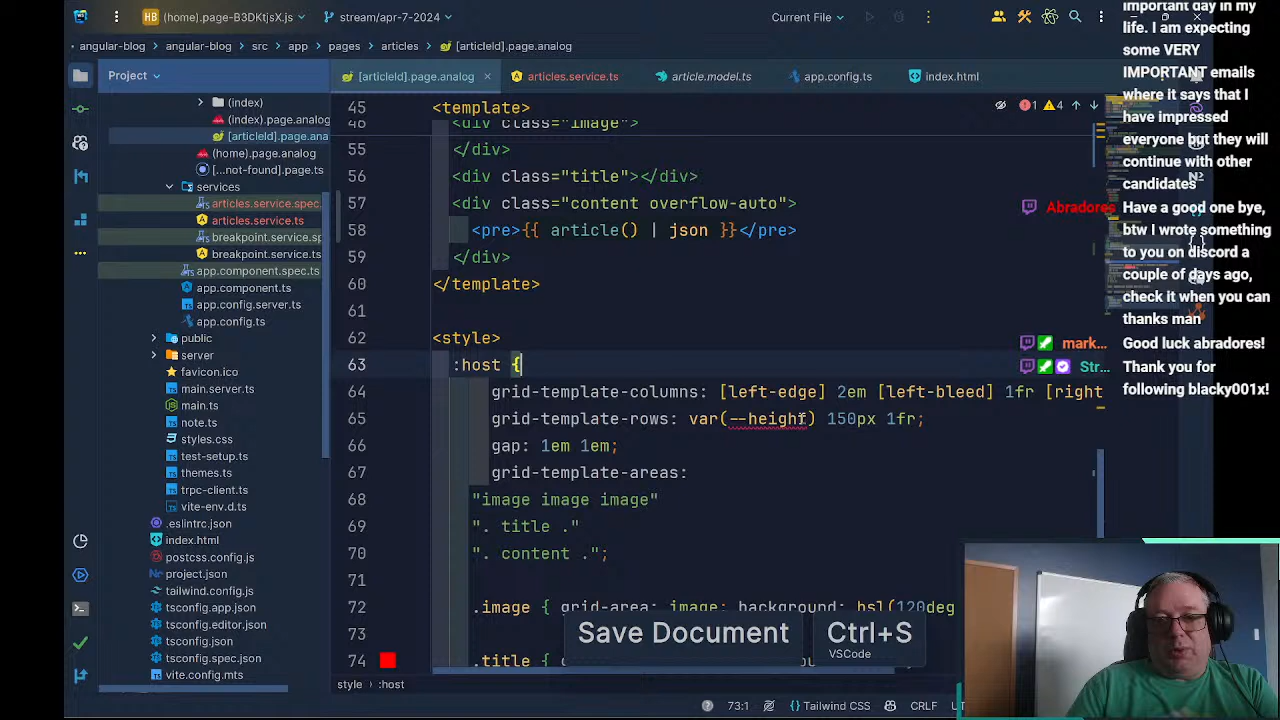 HB (home).page-B3DKtjsX.js
stream/apr-7-2024
Current File
angular-blog
angular-blog
src
app
pages
articles
[articleId].page.analog
Project
[articleId].page.analog
articles.service.ts
article.model.ts
app.config.ts
index.html
(index)
(index).page.analog
[articleId].page.ana
(home).page.analog
[...not-found].page.ts
services
articles.service.spec.
articles.service.ts
breakpoint.service.sp
breakpoint.service.ts
app.component.spec.ts
app.component.ts
app.config.server.ts
app.config.ts
public
server
favicon.ico
main.server.ts
main.ts
note.ts
styles.css
test-setup.ts
themes.ts
trpc-client.ts
vite-env.d.ts
.eslintrc.json
index.html
postcss.config.js
project.json
tailwind.config.js
tsconfig.app.json
tsconfig.editor.json
tsconfig.json
tsconfig.spec.json
vite.config.mts
1 4
45 <template>
46 <div class="image">
55 </div>
56 <div class="title"></div>
57 <div class="content overflow-auto">
58 <pre>{{ article() | json }}</pre>
59 </div>
60 </template>
61
62 <style>
63 :host {
64 grid-template-columns: [left-edge] 2em [left-bleed] 1fr [right
65 grid-template-rows: var(--height) 150px 1fr;
66 gap: 1em 1em;
67 grid-template-areas:
68 "image image image"
69 ". title ."
70 ". content .";
71
72 .image { grid-area: image; background: hsl(120deg
73
74 .title {
Save Document
Ctrl+S
VSCode
style
:host
73:1
Tailwind CSS
CRLF
important day in my
life. I am expecting
some VERY
IMPORTANT emails
where it says that I
have impressed
everyone but they will
continue with other
candidates
Abradores
Have a good one bye,
btw I wrote something
to you on discord a
couple of days ago,
check it when you can
thanks man
mark...
Good luck abradores
Str...
Thank you for
following blacky001x!